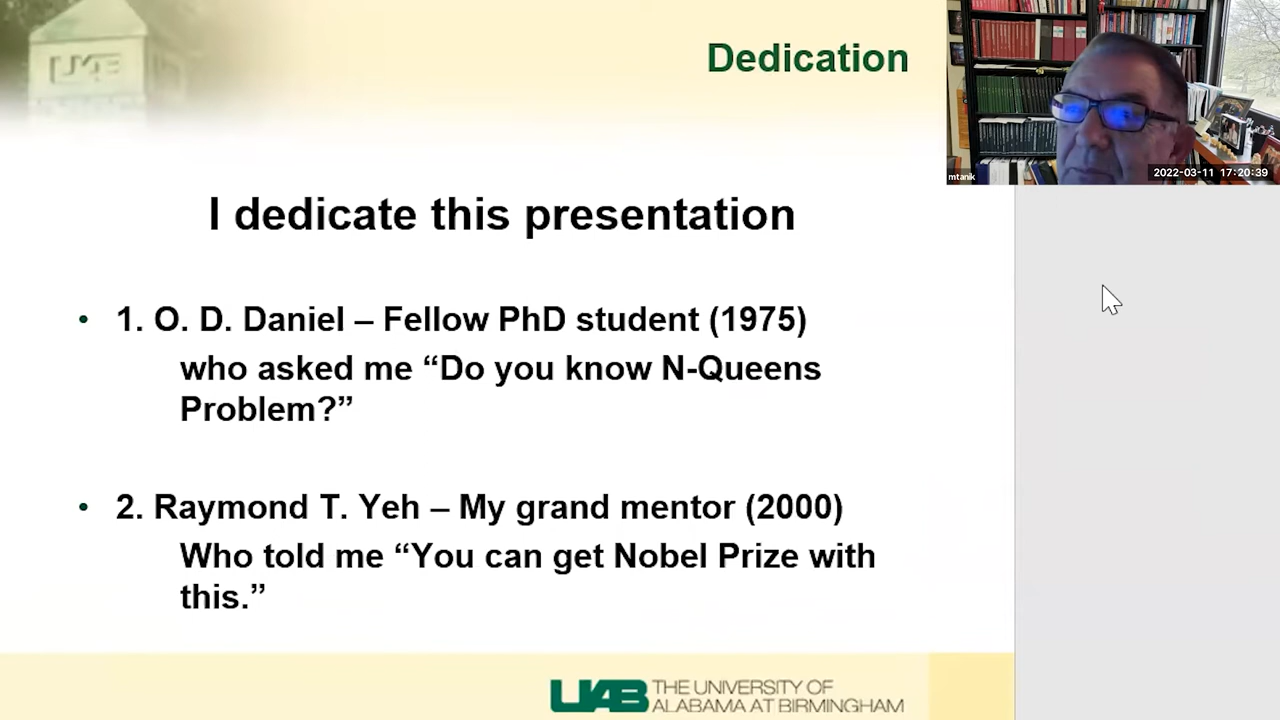 UAB
Dedication
mtanik
2022-03-11 17:20:39
I dedicate this presentation
• 1. O. D. Daniel – Fellow PhD student (1975)
who asked me “Do you know N-Queens
Problem?”
• 2. Raymond T. Yeh – My grand mentor (2000)
Who told me “You can get Nobel Prize with
this.”
UAB THE UNIVERSITY OF
ALABAMA AT BIRMINGHAM